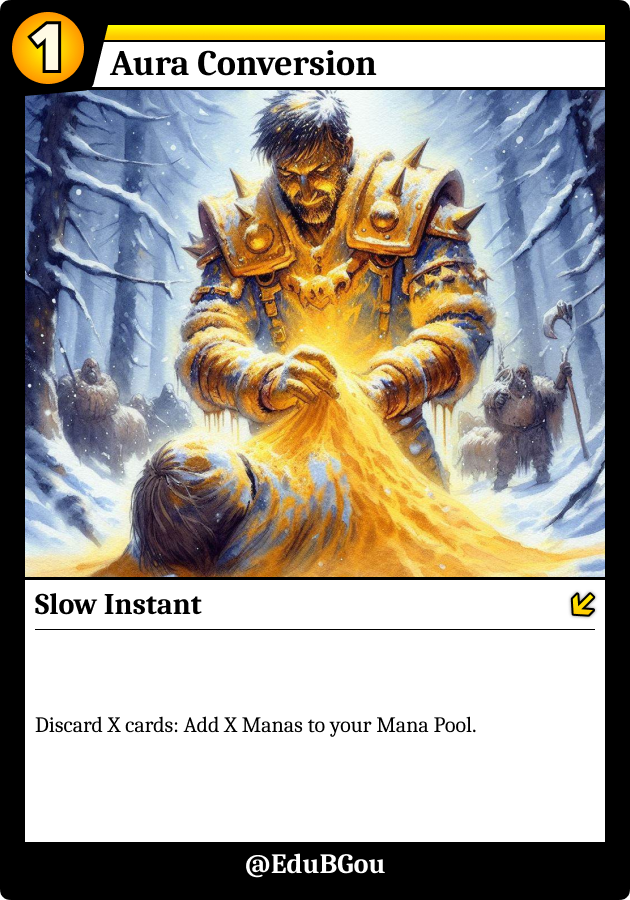 1
Aura Conversion
Slow Instant
Discard X cards: Add X Manas to your Mana Pool.
@EduBGou